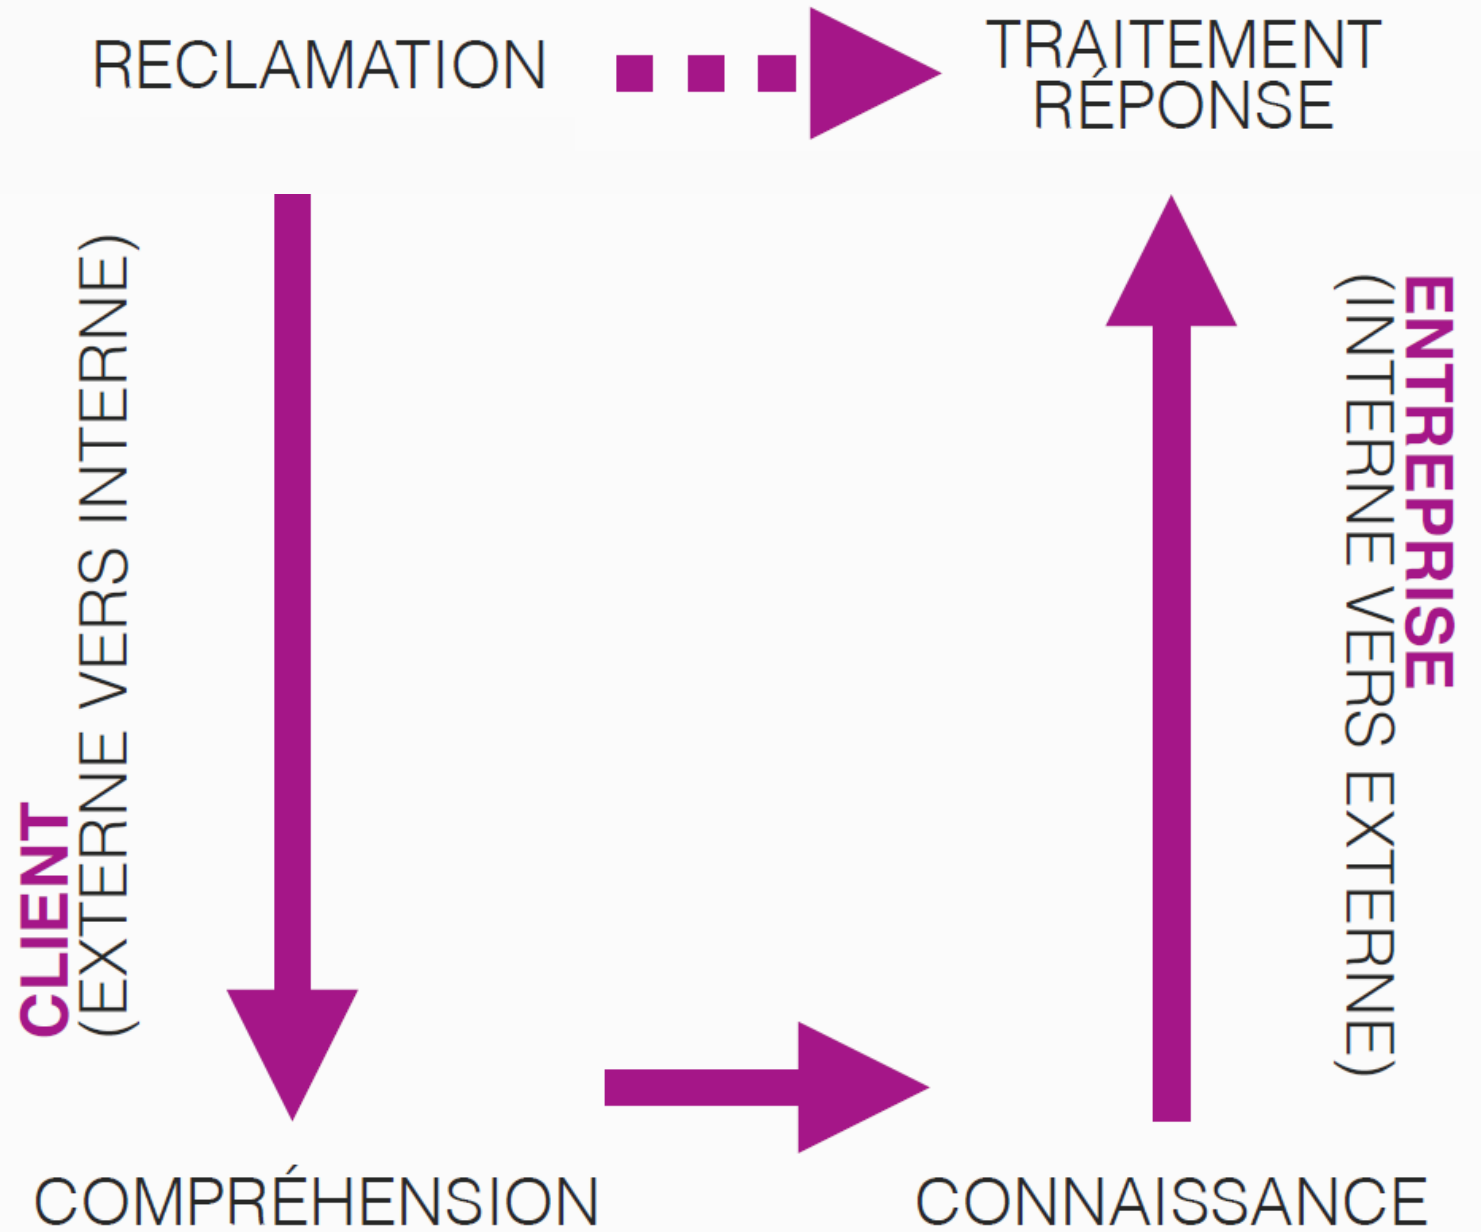 RECLAMATION
TRAITEMENT
RÉPONSE
CLIENT
(EXTERNE VERS INTERNE)
ENTREPRISE
(INTERNE VERS EXTERNE)
COMPRÉHENSION
CONNAISSANCE